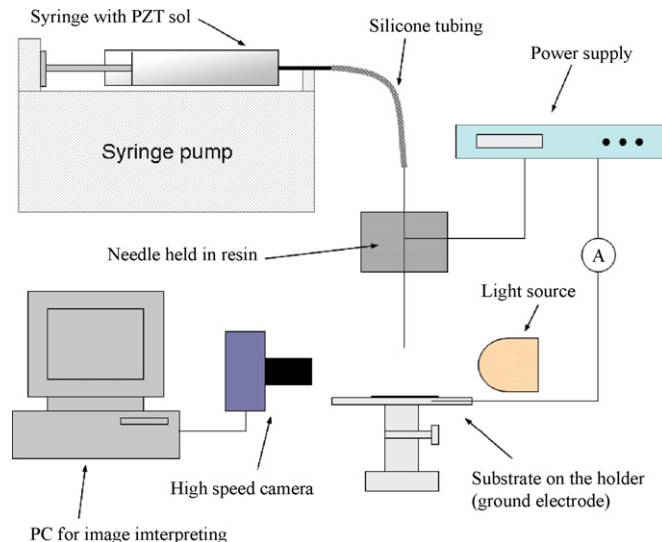 Syringe with PZT sol
Silicone tubing
Power supply
Syringe pump
Needle held in resin
A
Light source
High speed camera
Substrate on the holder
(ground electrode)
PC for image imterpreting